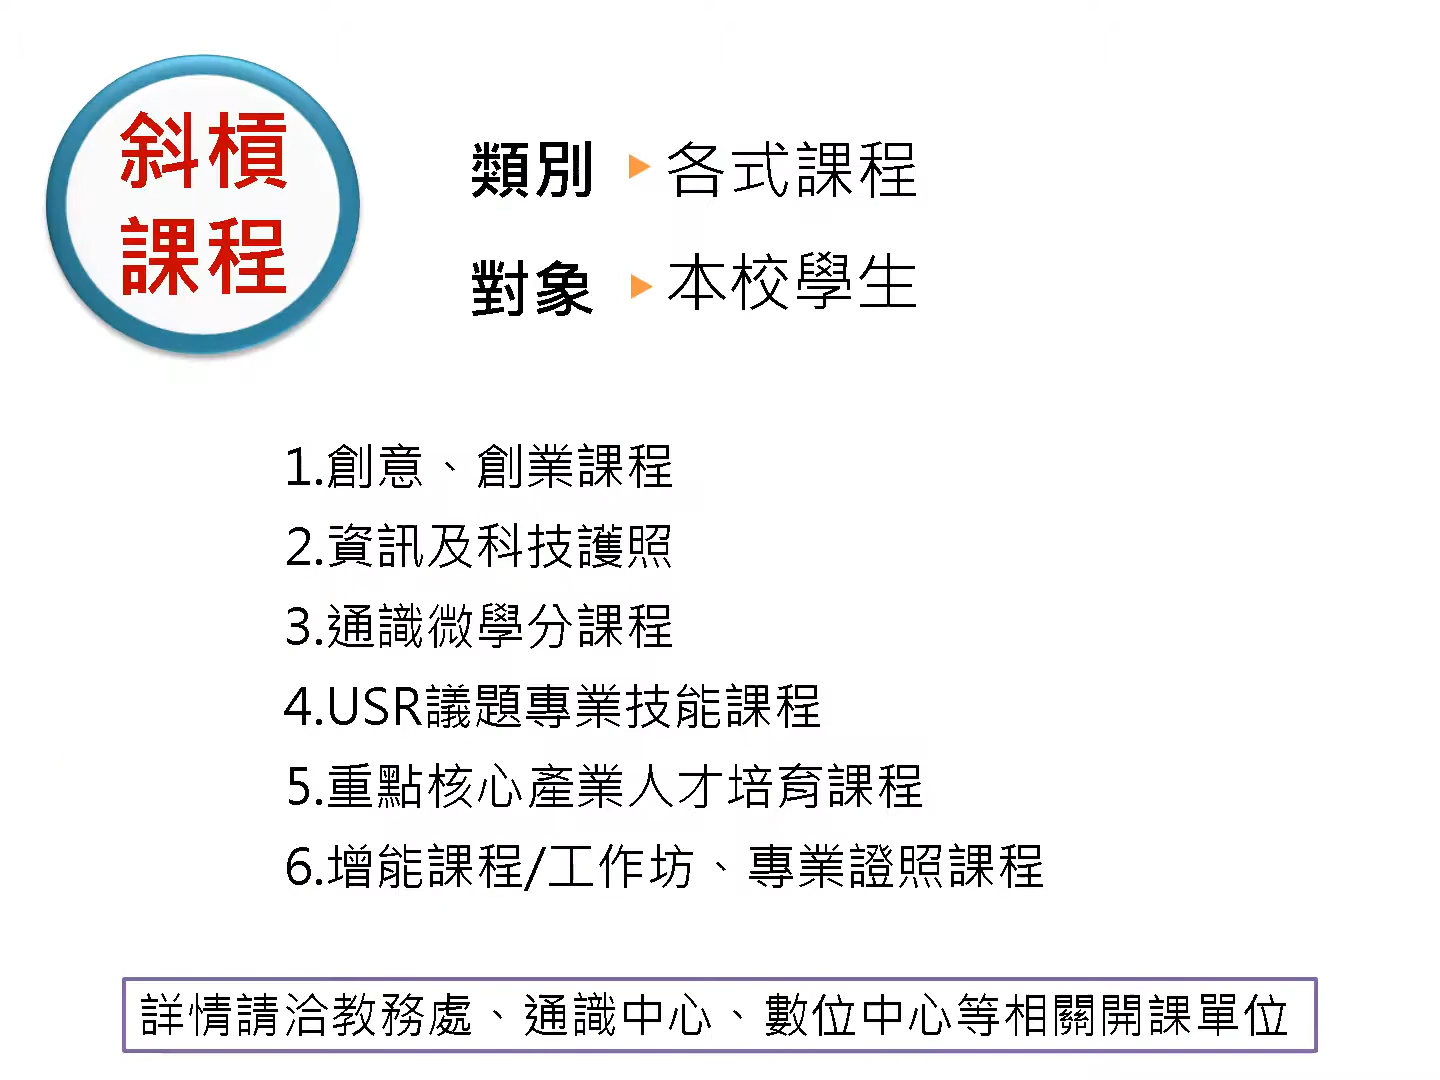 斜槓
課程
類別
各式課程
對象
本校學生
1.創意、創業課程
2.資訊及科技護照
3.通識微學分課程
4.USR議題專業技能課程
5.重點核心產業人才培育課程
6.增能課程/工作坊、專業證照課程
詳情請洽教務處、通識中心、數位中心等相關開課單位